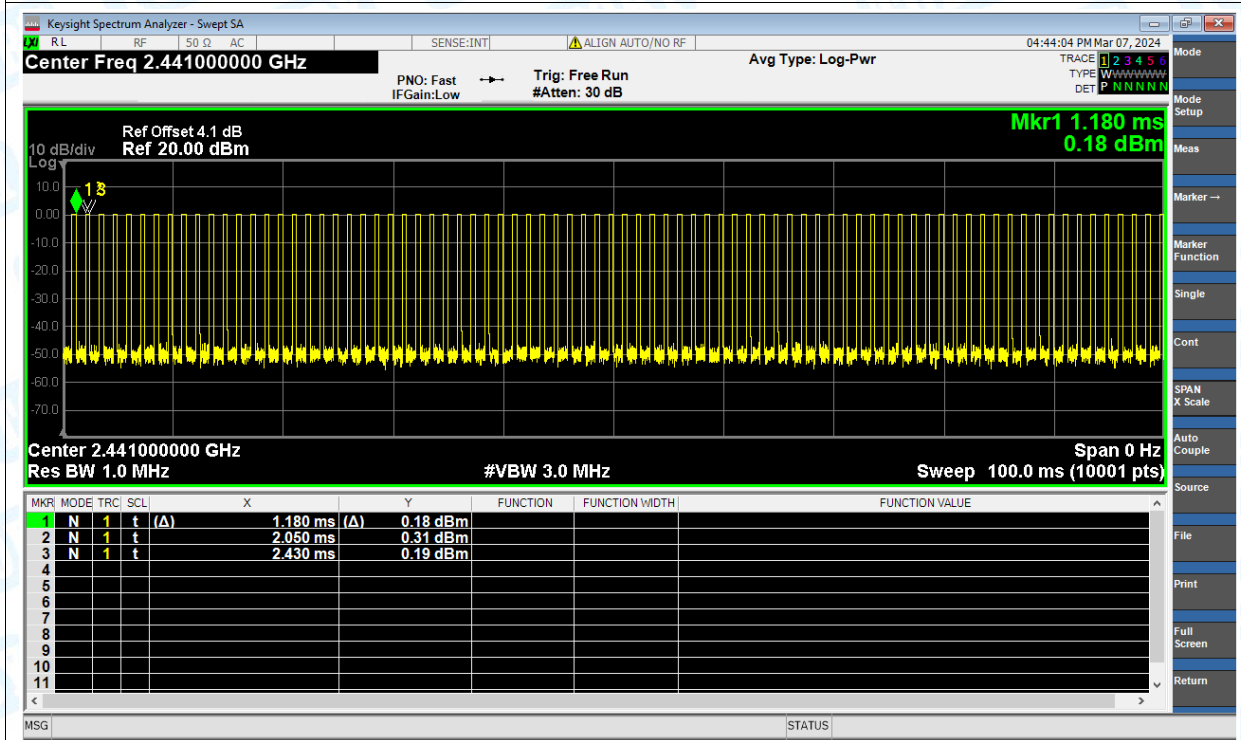 Keysight Spectrum Analyzer - Swept SA
LXI RL RF 50 Ω AC SENSE:INT ALIGN AUTO/NO RF 04:44:04 PM Mar 07, 2024
Center Freq 2.441000000 GHz
PNO: Fast
IFGain:Low
Trig: Free Run
#Atten: 30 dB
Avg Type: Log-Pwr
TRACE 1 2 3 4 5 6
TYPE WWWWWW
DET P N N N N N
Mkr1 1.180 ms
0.18 dBm
Ref Offset 4.1 dB
10 dB/div Ref 20.00 dBm
Log
10.0
0.00
-10.0
-20.0
-30.0
-40.0
-50.0
-60.0
-70.0
1
3
Center 2.441000000 GHz Span 0 Hz
Res BW 1.0 MHz #VBW 3.0 MHz Sweep 100.0 ms (10001 pts)
MKR MODE TRC SCL X Y FUNCTION FUNCTION WIDTH FUNCTION VALUE
1 N 1 t (Δ) 1.180 ms (Δ) 0.18 dBm
2 N 1 t 2.050 ms 0.31 dBm
3 N 1 t 2.430 ms 0.19 dBm
4
5
6
7
8
9
10
11
MSG STATUS
Mode
Mode
Setup
Meas
Marker→
Marker
Function
Single
Cont
SPAN
X Scale
Auto
Couple
Source
File
Print
Full
Screen
Return